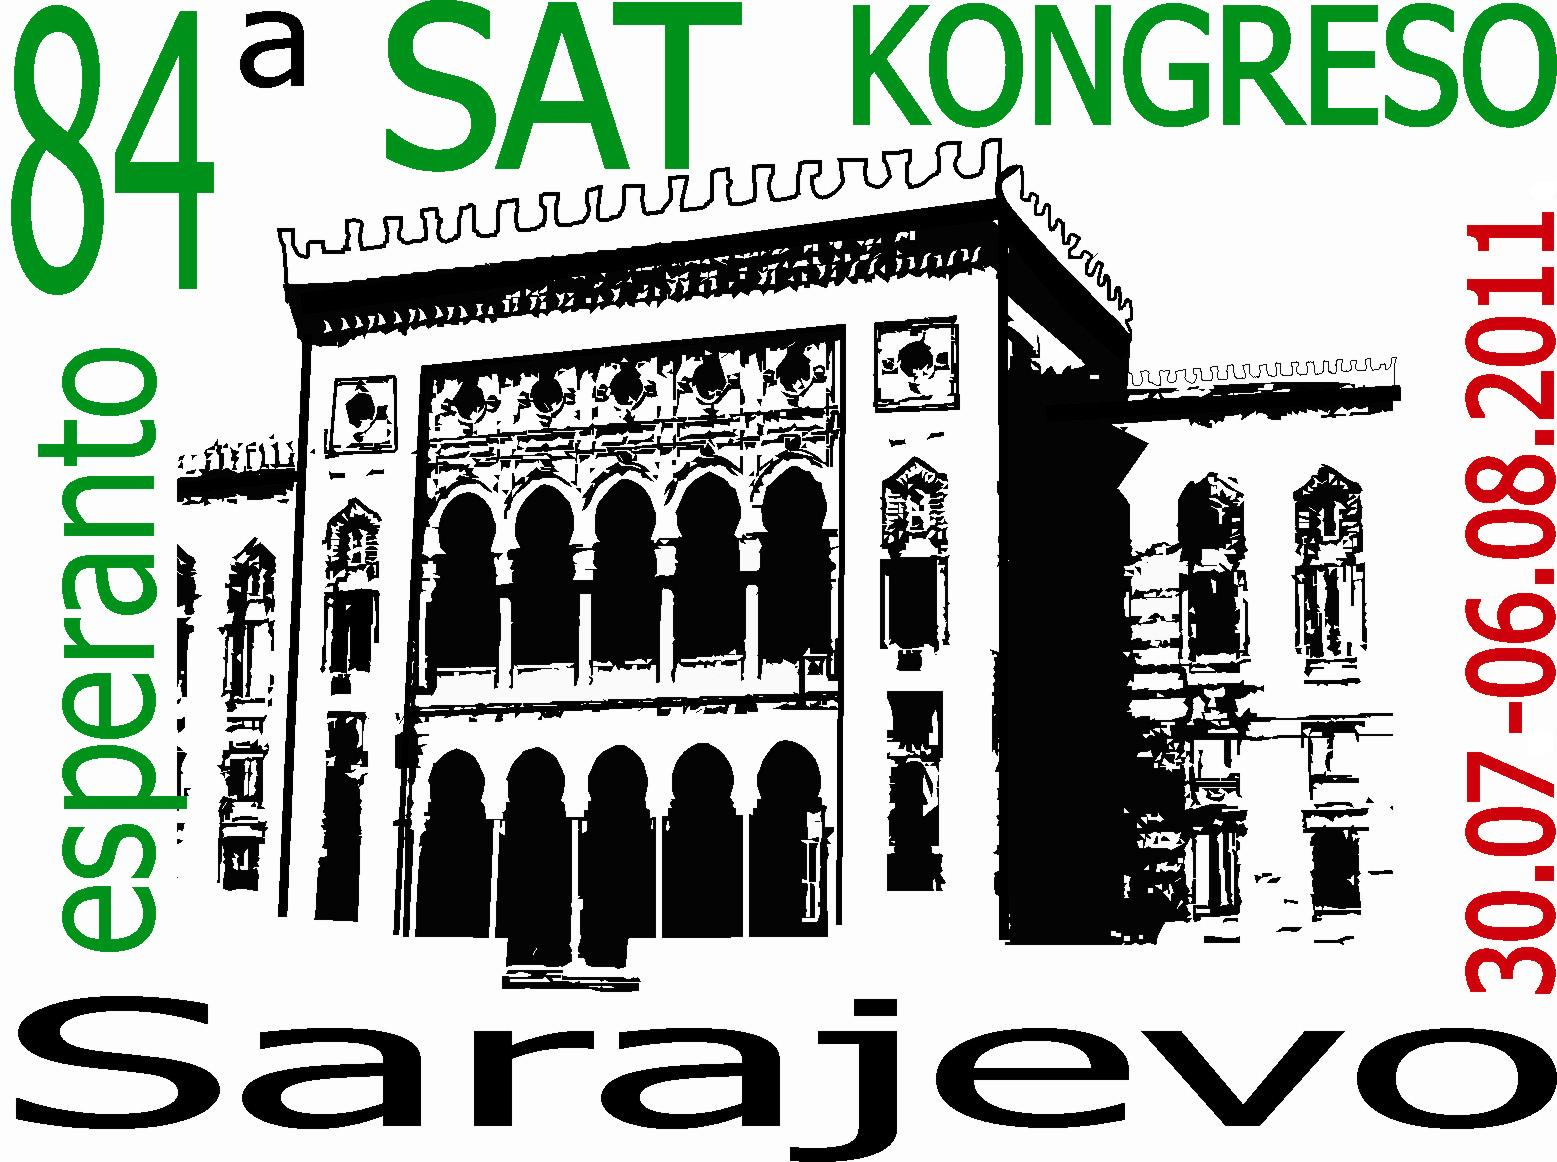 84a SAT KONGRESO
esperanto
30.07-06.08.2011
Sarajevo